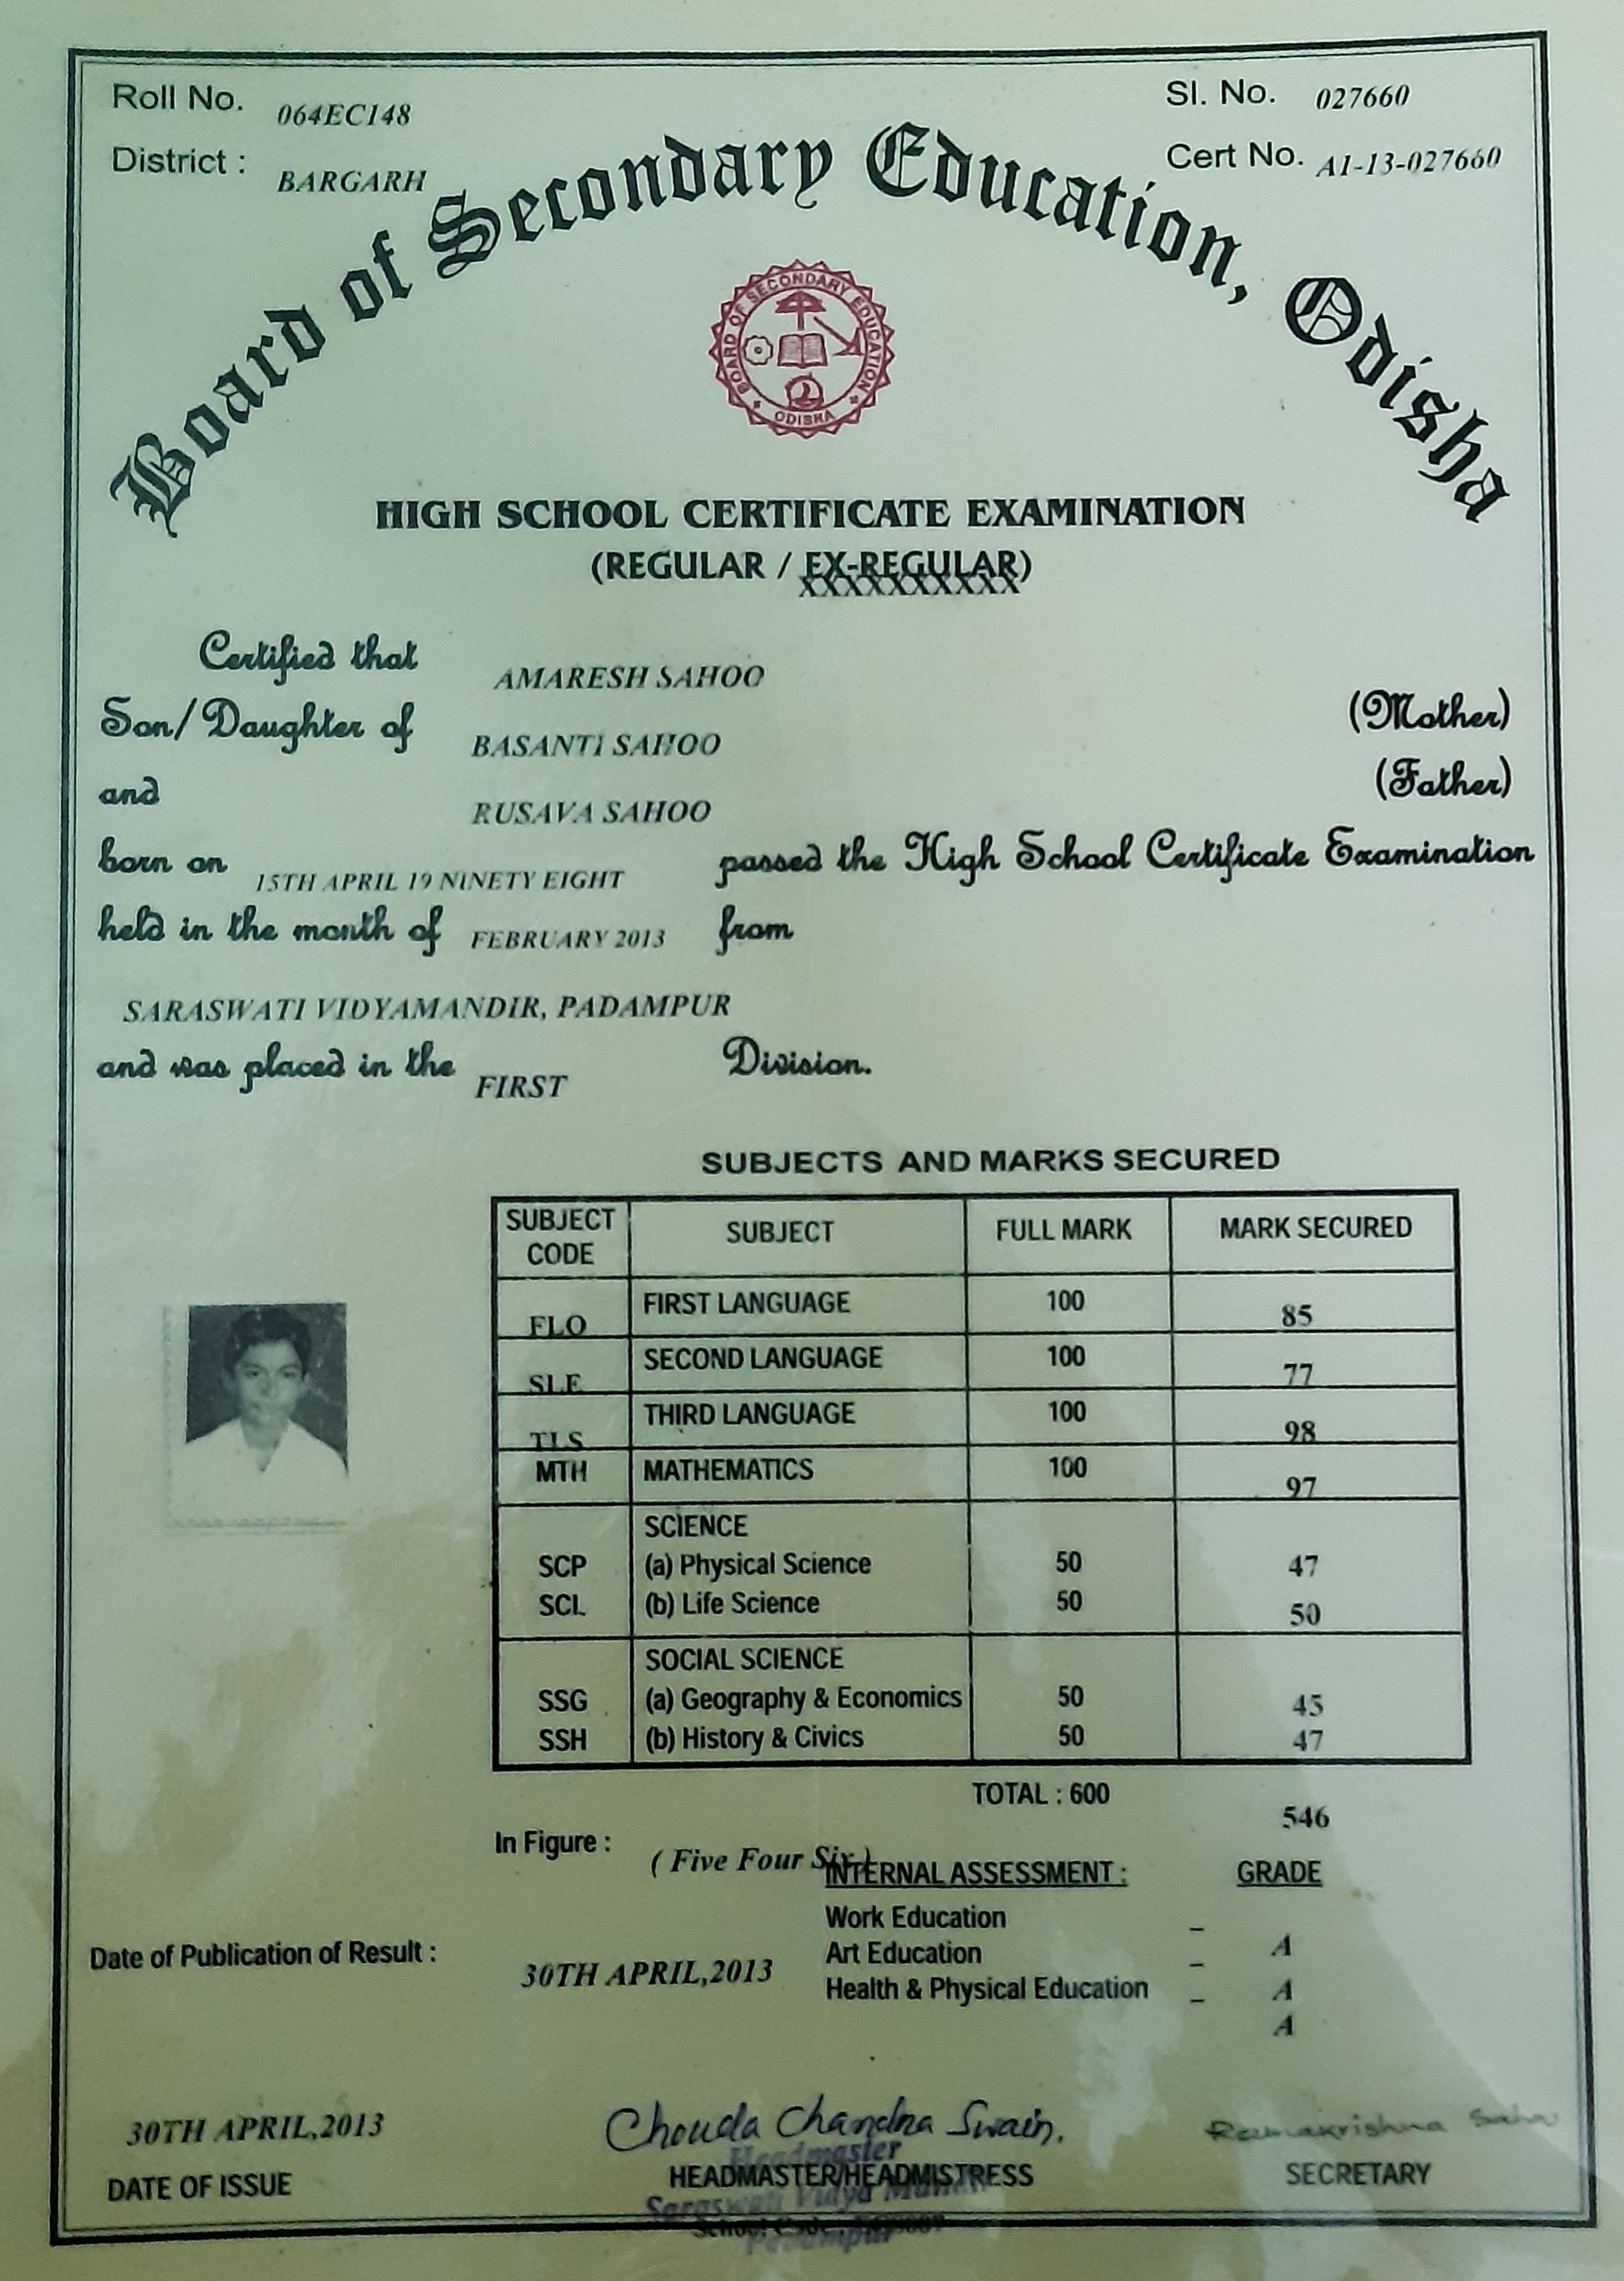 Roll No. 064EC148
Sl. No. 027660
District : BARGARH
Cert No. A1-13-027660
Board of Secondary Education, Odisha
BOARD OF SECONDARY EDUCATION
ODISHA
HIGH SCHOOL CERTIFICATE EXAMINATION
(REGULAR / EX-REGULAR)
XXXXXXXXXX
Certified that AMARESH SAHOO
Son/Daughter of BASANTI SAHOO (Mother)
and RUSAVA SAHOO (Father)
born on 15TH APRIL 19 NINETY EIGHT passed the High School Certificate Examination
held in the month of FEBRUARY 2013 from
SARASWATI VIDYAMANDIR, PADAMPUR
and was placed in the FIRST Division.
SUBJECTS AND MARKS SECURED
SUBJECT CODE SUBJECT FULL MARK MARK SECURED
FLO FIRST LANGUAGE 100 85
SLE SECOND LANGUAGE 100 77
TLS THIRD LANGUAGE 100 98
MTH MATHEMATICS 100 97
SCIENCE
SCP (a) Physical Science 50 47
SCL (b) Life Science 50 50
SOCIAL SCIENCE
SSG (a) Geography & Economics 50 45
SSH (b) History & Civics 50 47
TOTAL : 600 546
In Figure : ( Five Four Six )
INTERNAL ASSESSMENT : GRADE
Work Education – A
Art Education – A
Health & Physical Education – A
Date of Publication of Result : 30TH APRIL,2013
30TH APRIL,2013
DATE OF ISSUE
Chouda Chandra Swain.
Headmaster
HEADMASTER/HEADMISTRESS
Saraswati Vidya
Padampur
Ramakrishna Sahu
SECRETARY